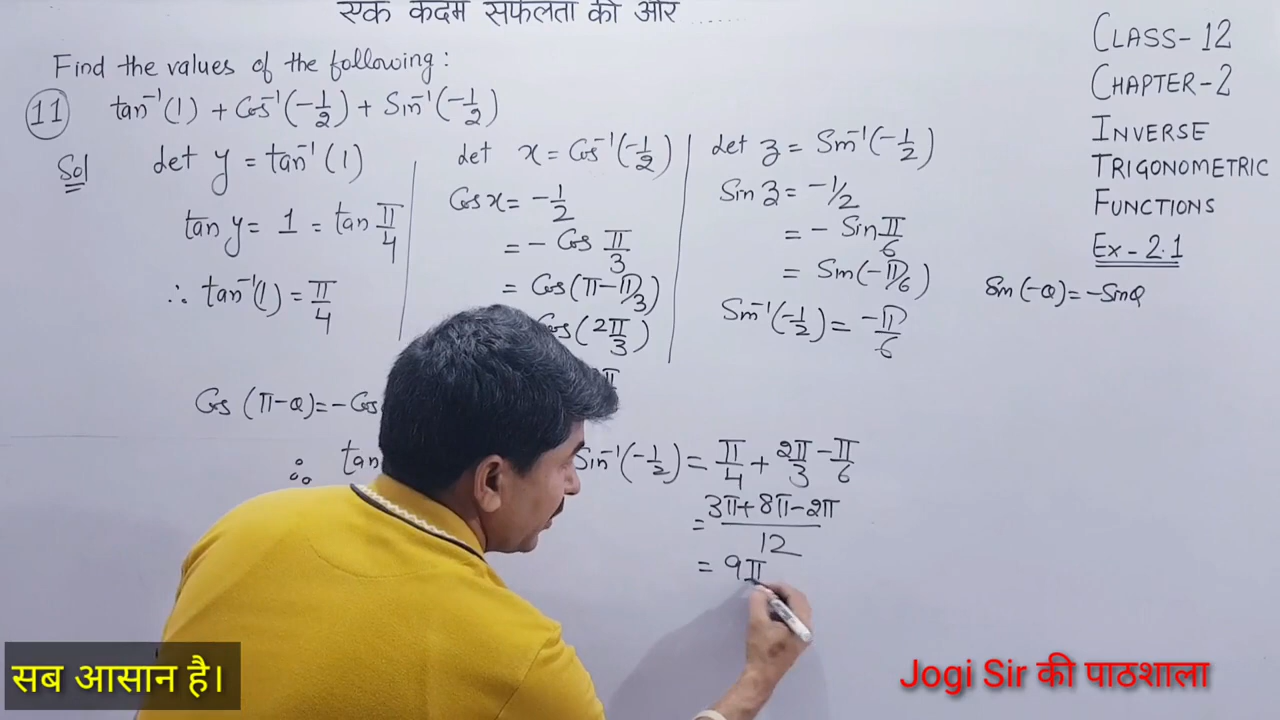 एक कदम सफलता की ओर ......
Find the values of the following:
11 tan⁻¹(1) + Cos⁻¹(-1/2) + Sin⁻¹(-1/2)
Sol
Let y = tan⁻¹(1)
tan y = 1 = tan π/4
∴ tan⁻¹(1) = π/4
Let x = Cos⁻¹(-1/2)
Cos x = -1/2
= - Cos π/3
= Cos(π-π/3)
Cos(2π/3)
Let z = Sin⁻¹(-1/2)
Sin z = -1/2
= - Sin π/6
= Sin(-π/6)
Sin⁻¹(-1/2) = -π/6
Sin(-θ)=-Sinθ
Cos (π-θ)=-Cos
∴ tan Sin⁻¹(-1/2) = π/4 + 2π/3 - π/6
= 3π+8π-2π/12
= 9π
CLASS-12
CHAPTER-2
INVERSE
TRIGONOMETRIC
FUNCTIONS
Ex-2.1
सब आसान है।
Jogi Sir की पाठशाला